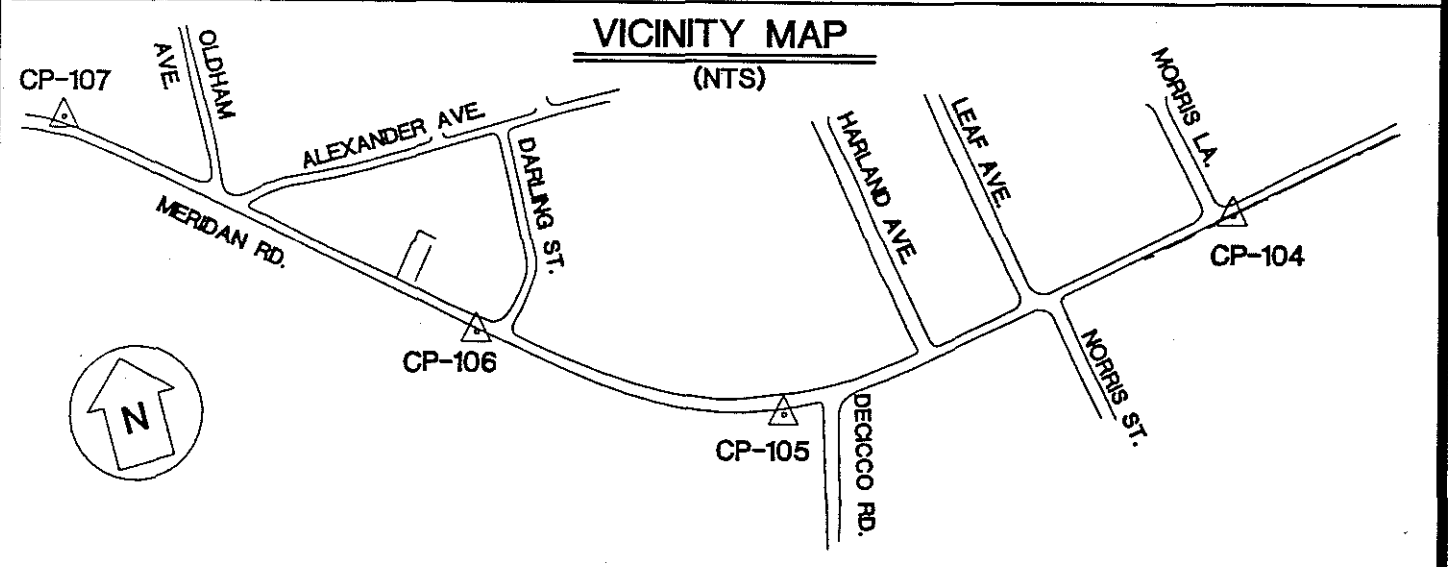 VICINITY MAP
(NTS)
CP-107
OLDHAM
AVE.
ALEXANDER AVE.
DARLING ST.
MERIDAN RD.
HARLAND AVE.
LEAF AVE.
MORRIS LA.
CP-104
CP-106
NORRIS ST.
CP-105
DECICCO RD.
N